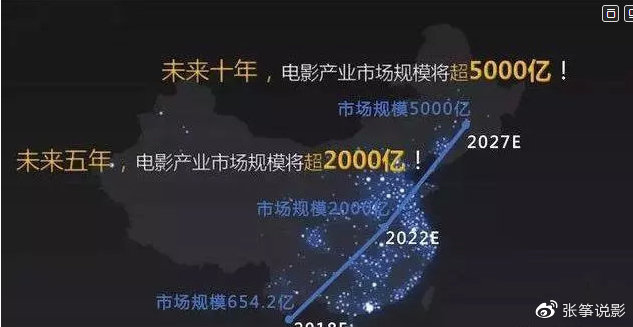 未来十年，电影产业市场规模将超5000亿！
市场规模5000亿
2027E
未来五年，电影产业市场规模将超2000亿！
市场规模2000亿
2022E
市场规模654.2亿
2018E
张筝说影